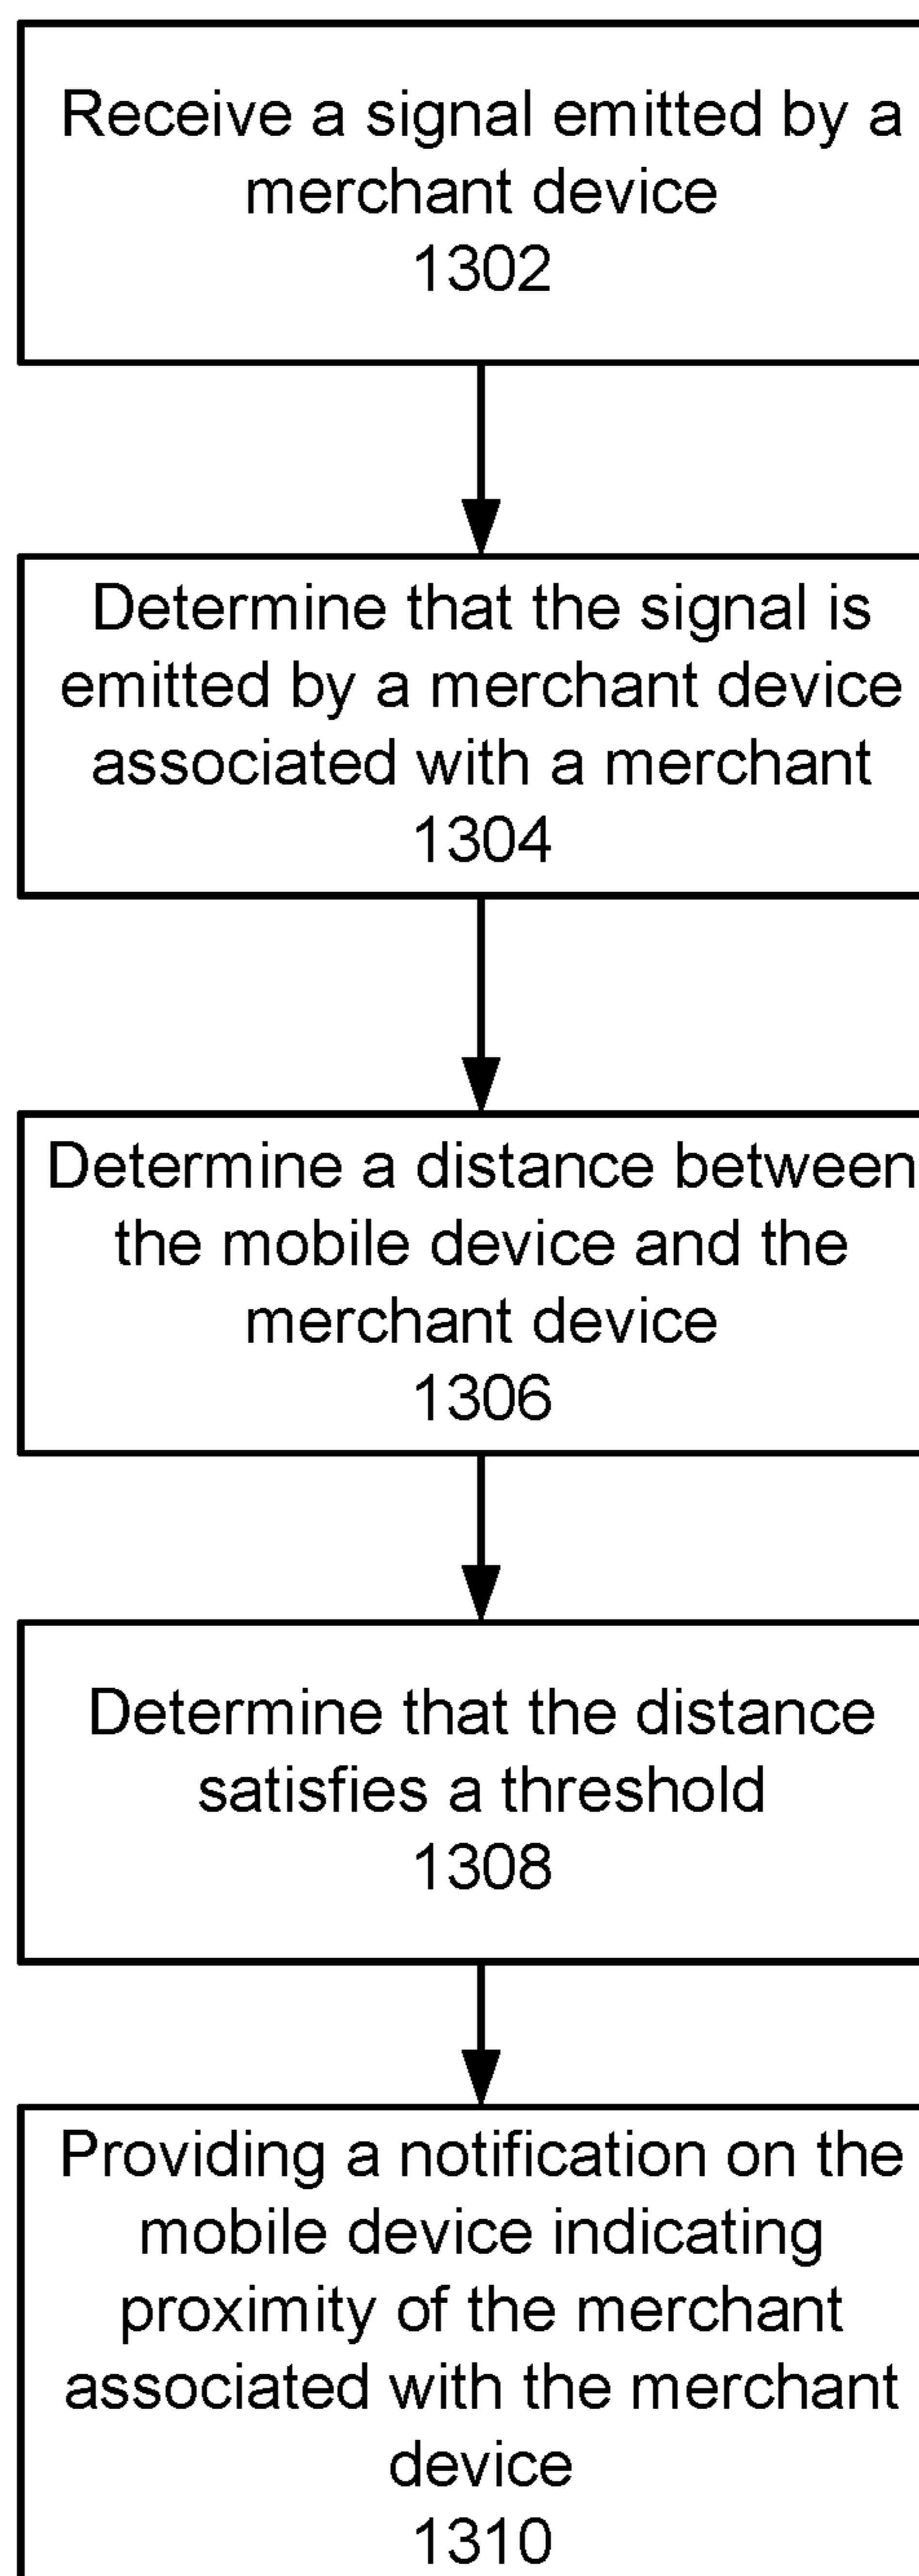 Receive a signal emitted by a
merchant device
1302
Determine that the signal is
emitted by a merchant device
associated with a merchant
1304
Determine a distance between
the mobile device and the
merchant device
1306
Determine that the distance
satisfies a threshold
1308
Providing a notification on the
mobile device indicating
proximity of the merchant
associated with the merchant
device
1310